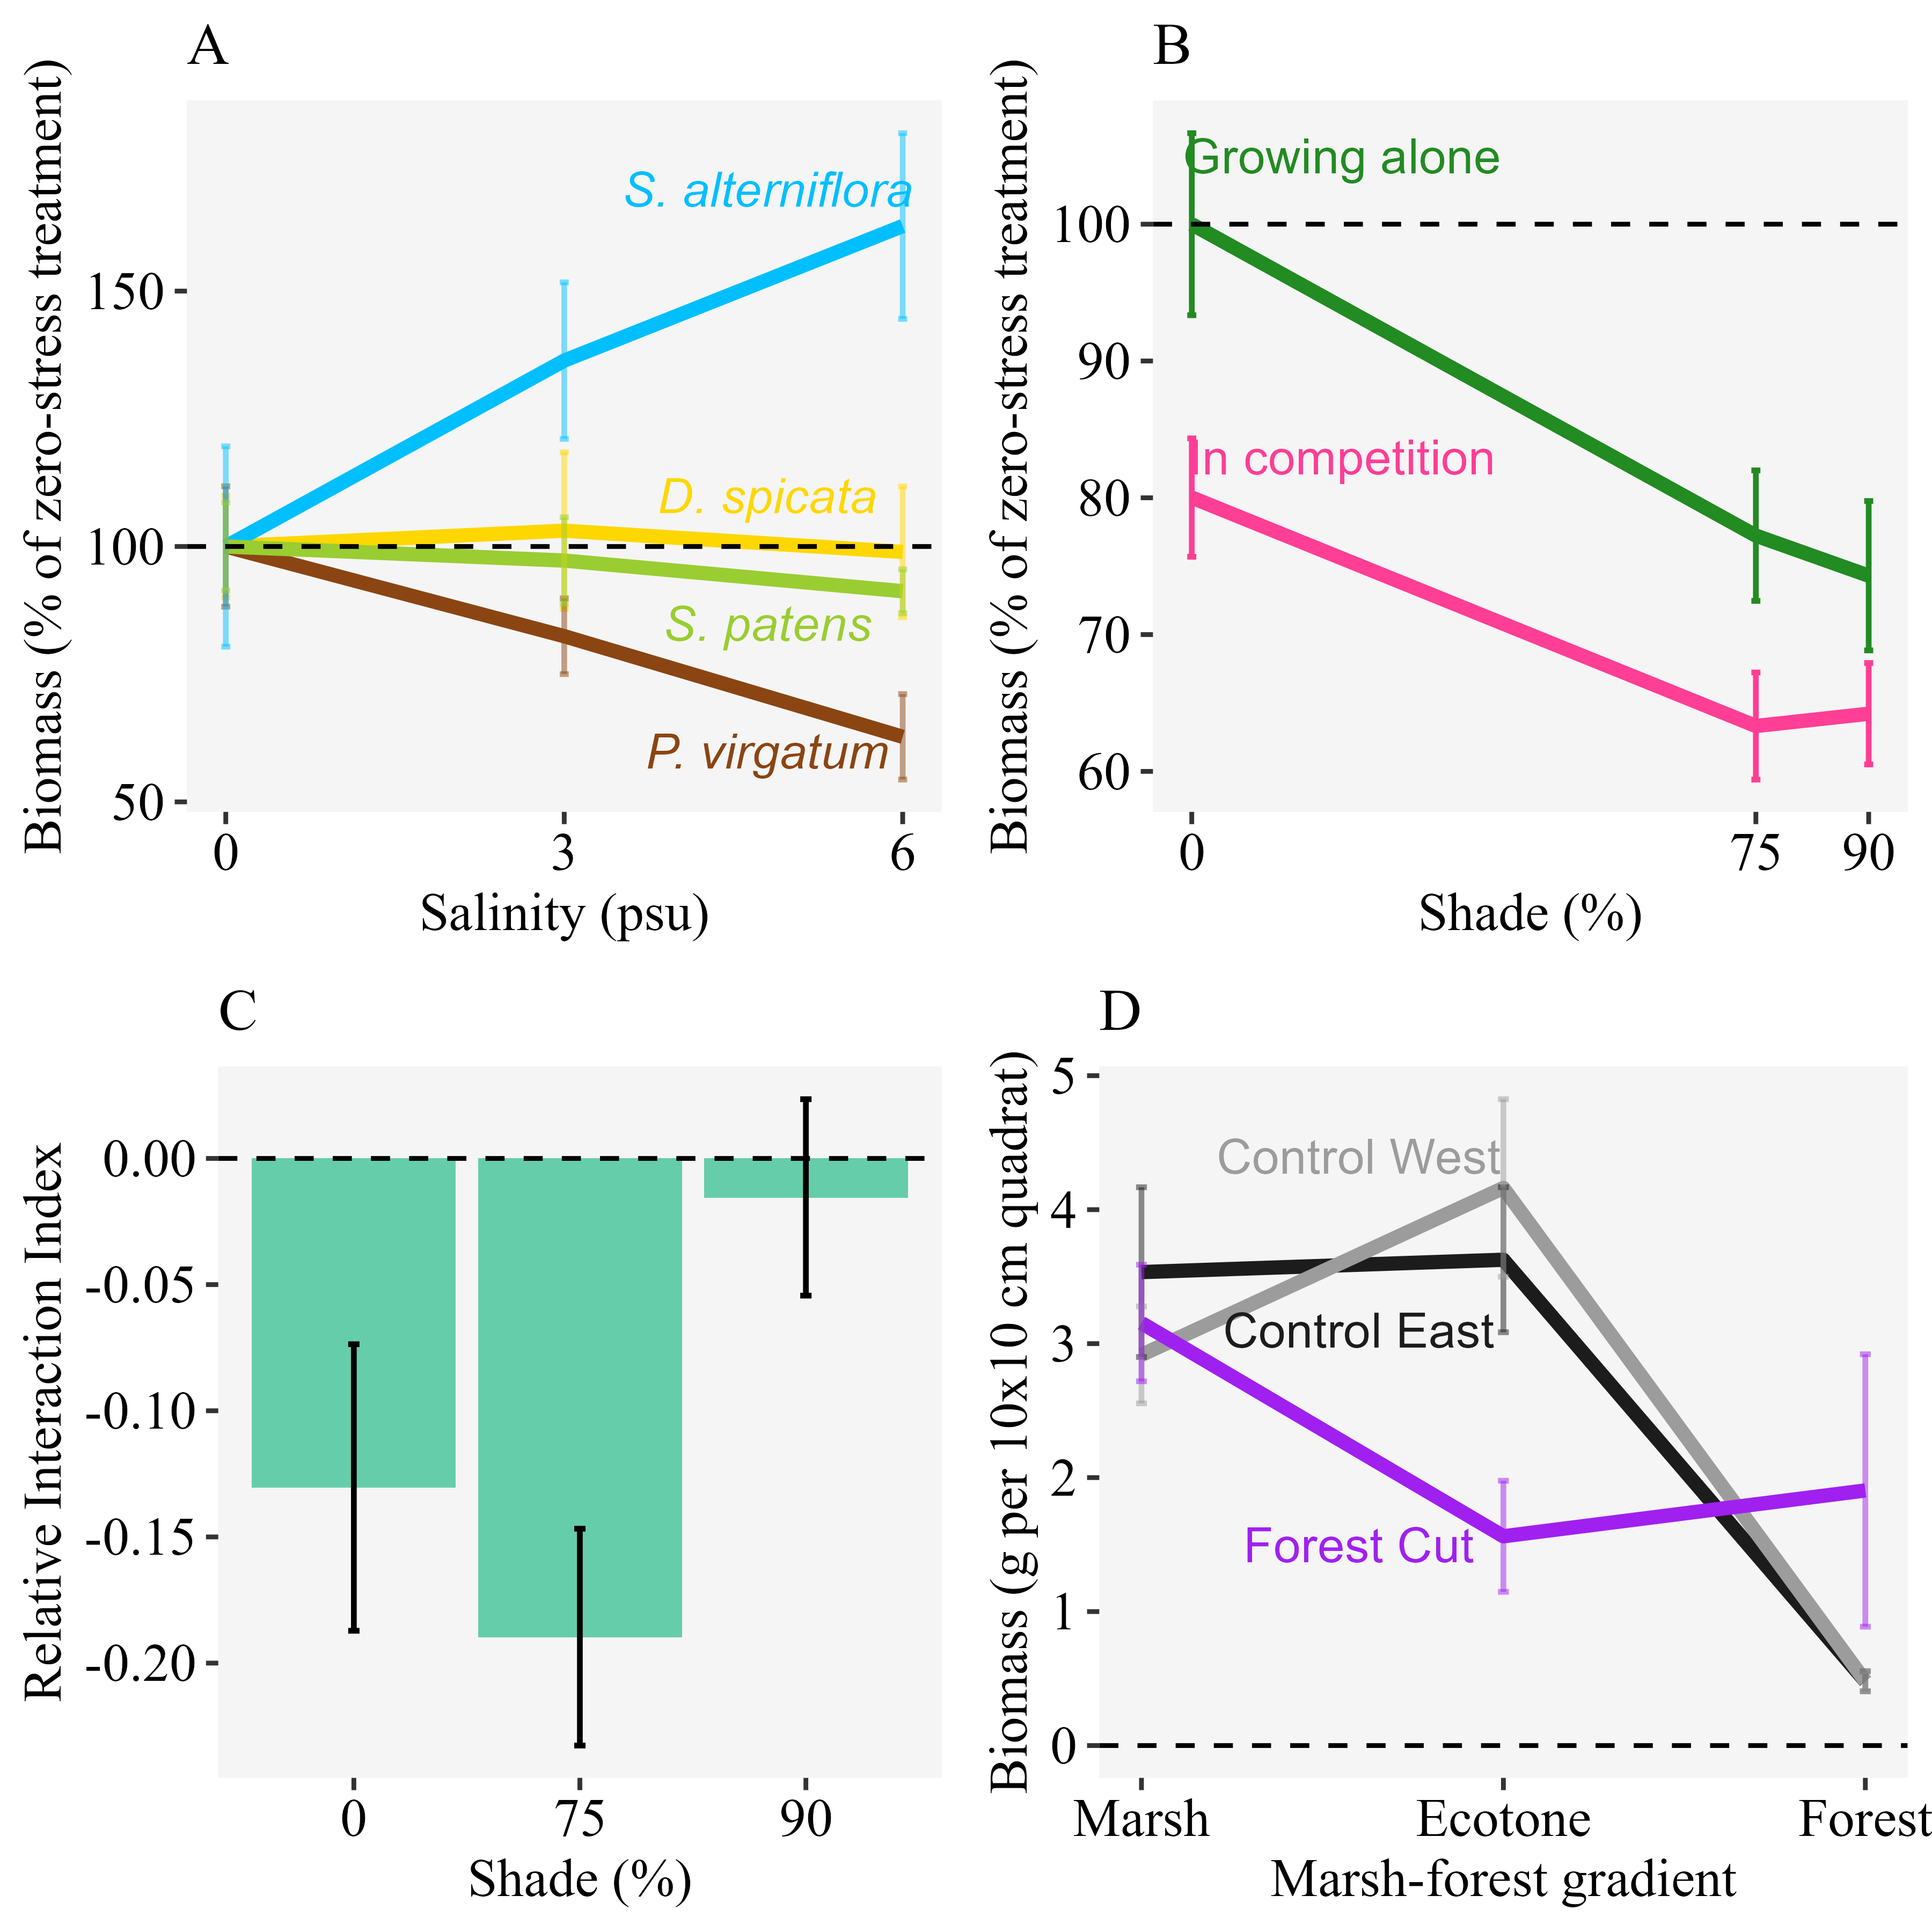 A
Biomass (% of zero-stress treatment)
150
100
50
S. alterniflora
D. spicata
S. patens
P. virgatum
0 3 6
Salinity (psu)
B
Biomass (% of zero-stress treatment)
100
90
80
70
60
Growing alone
In competition
0 75 90
Shade (%)
C
Relative Interaction Index
0.00
-0.05
-0.10
-0.15
-0.20
0 75 90
Shade (%)
D
Biomass (g per 10x10 cm quadrat)
5
4
3
2
1
0
Control West
Control East
Forest Cut
Marsh Ecotone Forest
Marsh-forest gradient